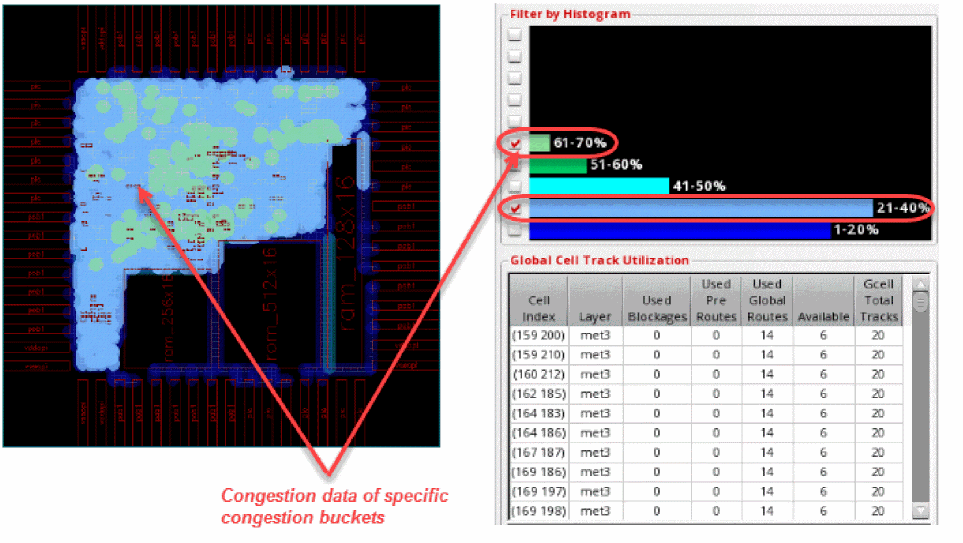 Filter by Histogram
61-70%
51-60%
41-50%
21-40%
1-20%
rom_256x16
rom_512x16
ram_128x16
Congestion data of specific
congestion buckets
Global Cell Track Utilization
Cell Index Layer Used Blockages Used Pre Routes Used Global Routes Available Gcell Total Tracks
(159 200) met3 0 0 14 6 20
(159 210) met3 0 0 14 6 20
(160 212) met3 0 0 14 6 20
(162 185) met3 0 0 14 6 20
(164 183) met3 0 0 14 6 20
(164 186) met3 0 0 14 6 20
(167 187) met3 0 0 14 6 20
(169 186) met3 0 0 14 6 20
(169 197) met3 0 0 14 6 20
(169 198) met3 0 0 14 6 20